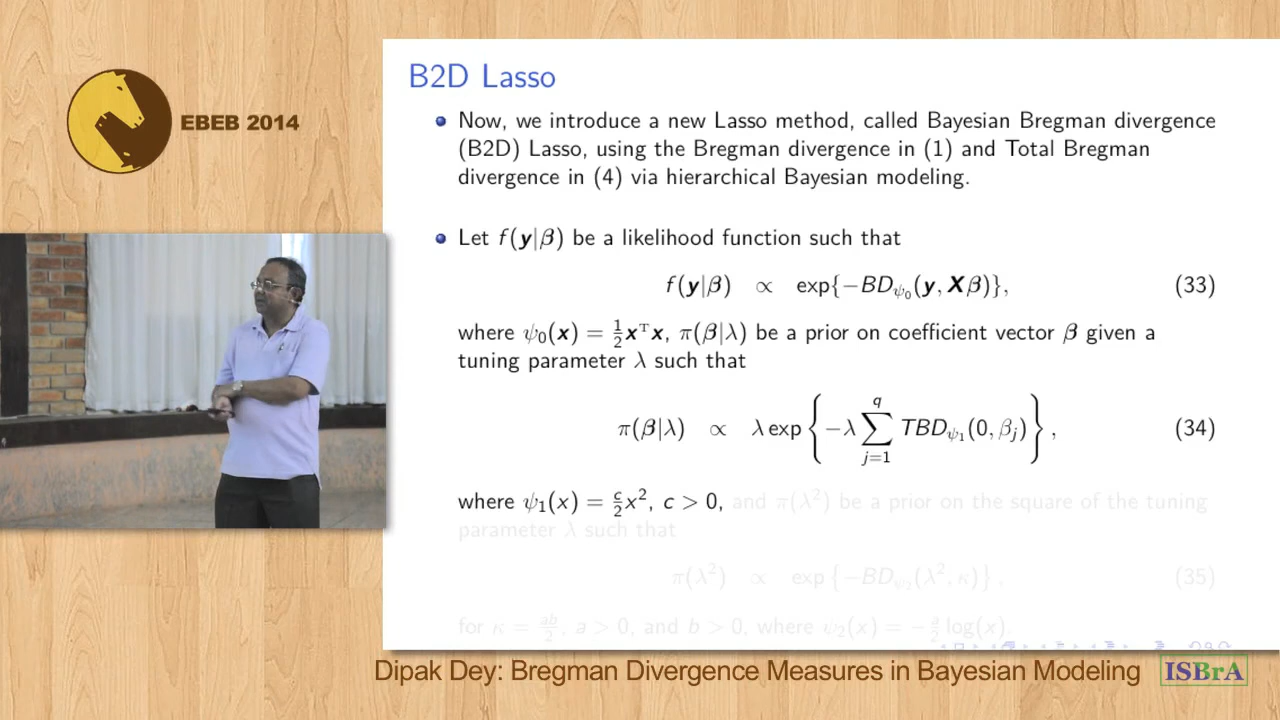 EBEB 2014
B2D Lasso
Now, we introduce a new Lasso method, called Bayesian Bregman divergence
(B2D) Lasso, using the Bregman divergence in (1) and Total Bregman
divergence in (4) via hierarchical Bayesian modeling.
Let f(y|β) be a likelihood function such that
f(y|β) ∝ exp{−BD_ψ₀(y, Xβ)}, (33)
where ψ₀(x) = ½xᵀx, π(β|λ) be a prior on coefficient vector β given a
tuning parameter λ such that
π(β|λ) ∝ λ exp { −λ ∑_{j=1}^{q} TBD_ψ₁(0, βⱼ) }, (34)
where ψ₁(x) = c/2 x², c > 0, and π(λ²) be a prior on the square of the tuning
parameter λ such that
π(λ²) ∝ exp {−BD_ψ₂(λ², κ)}, (35)
for κ = ab/2, a > 0, and b > 0, where ψ₂(x) = −a/2 log(x).
Dipak Dey: Bregman Divergence Measures in Bayesian Modeling
ISBrA